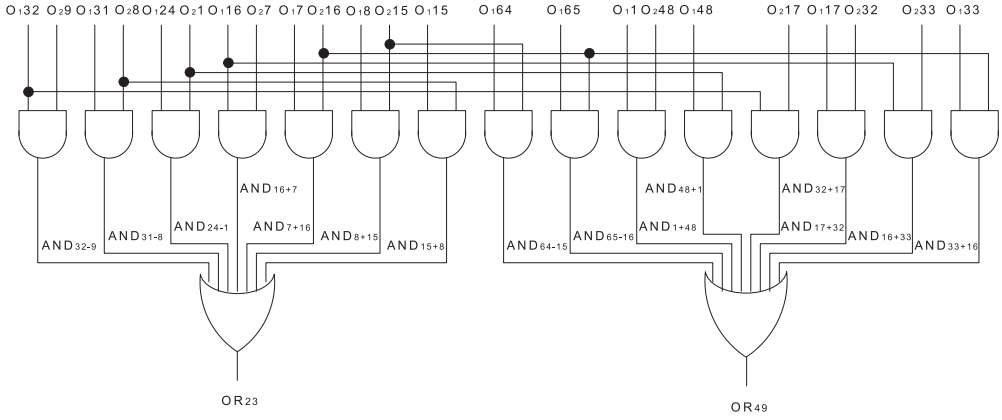 O132 O29 O131 O28 O124 O21 O116 O27 O17 O216 O18 O215 O115 O164 O165 O11 O248 O148 O217 O117 O232 O233 O133
AND16+7 AND48+1 AND32+17
AND32-9 AND31-8 AND24-1 AND7+16 AND8+15 AND15+8 AND64-15 AND65-16 AND1+48 AND17+32 AND16+33 AND33+16
OR23 OR49